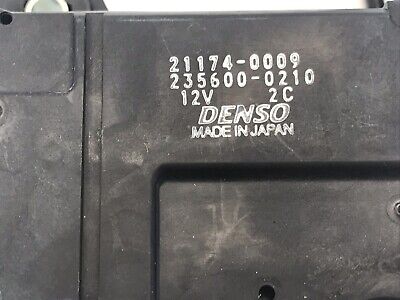 21174-0009
235600-0210
12V 2C
DENSO
MADE IN JAPAN